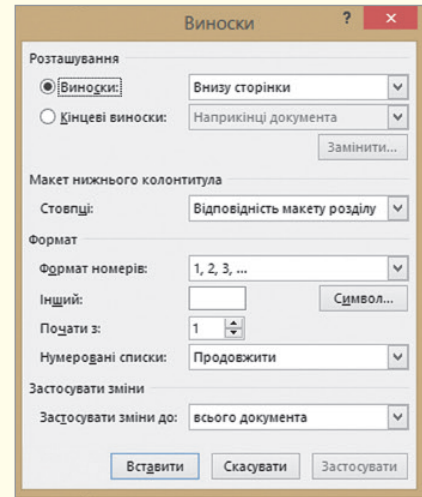 Виноски ? ×
Розташування
Виноски: Внизу сторінки
Кінцеві виноски: Наприкінці документа
Замінити...
Макет нижнього колонтитула
Стовпці: Відповідність макету розділу
Формат
Формат номерів: 1, 2, 3, ...
Інший: Символ...
Почати з: 1
Нумеровані списки: Продовжити
Застосувати зміни
Застосувати зміни до: всього документа
Вставити Скасувати Застосувати